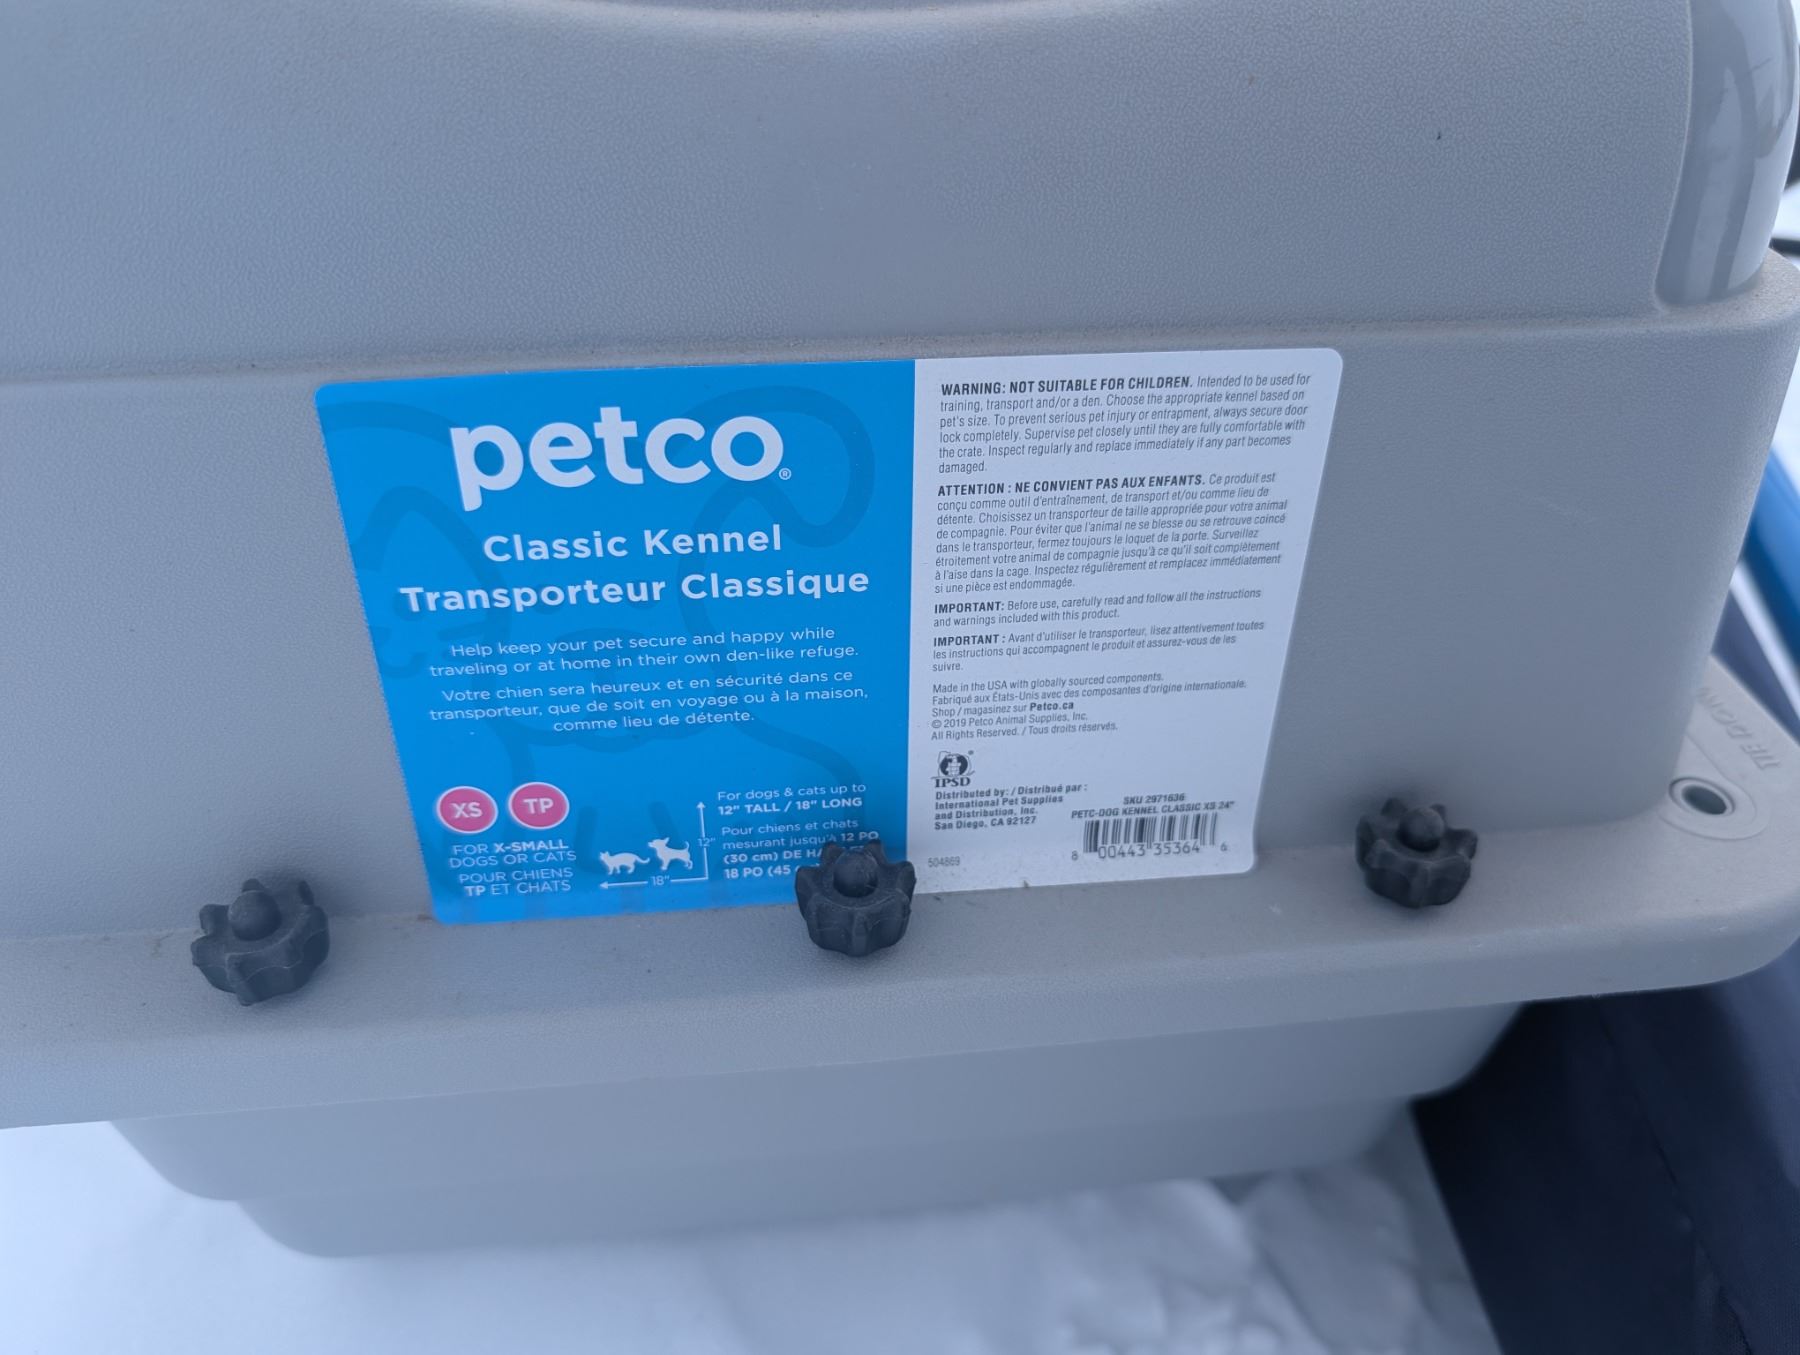 petco®
Classic Kennel
Transporteur Classique
Help keep your pet secure and happy while
traveling or at home in their own den-like refuge.
Votre chien sera heureux et en sécurité dans ce
transporteur, que de soit en voyage ou à la maison,
comme lieu de détente.
XS TP
FOR X-SMALL
DOGS OR CATS
POUR CHIENS
TP ET CHATS
12"
18"
For dogs & cats up to
12" TALL / 18" LONG
Pour chiens et chats
mesurant jusqu'à 12 PO
(30 cm) DE
18 PO (45
WARNING: NOT SUITABLE FOR CHILDREN. Intended to be used for
training, transport and/or a den. Choose the appropriate kennel based on
pet's size. To prevent serious pet injury or entrapment, always secure door
lock completely. Supervise pet closely until they are fully comfortable with
the crate. Inspect regularly and replace immediately if any part becomes
damaged.
ATTENTION : NE CONVIENT PAS AUX ENFANTS. Ce produit est
conçu comme outil d'entraînement, de transport et/ou comme lieu de
détente. Choisissez un transporteur de taille appropriée pour votre animal
de compagnie. Pour éviter que l'animal ne se blesse ou se retrouve coincé
dans le transporteur, fermez toujours le loquet de la porte. Surveillez
étroitement votre animal de compagnie jusqu'à ce qu'il soit complètement
à l'aise dans la cage. Inspectez régulièrement et remplacez immédiatement
si une pièce est endommagée.
IMPORTANT: Before use, carefully read and follow all the instructions
and warnings included with this product.
IMPORTANT : Avant d'utiliser le transporteur, lisez attentivement toutes
les instructions qui accompagnent le produit et assurez-vous de les
suivre.
Made in the USA with globally sourced components.
Fabriqué aux États-Unis avec des composantes d'origine internationale.
Shop / magasinez sur Petco.ca
© 2019 Petco Animal Supplies, Inc.
All Rights Reserved. / Tous droits réservés.
IPSD
Distributed by: / Distribué par :
International Pet Supplies
and Distribution, Inc.
San Diego, CA 92127
SKU 2971636
PETC-DOG KENNEL CLASSIC XS 24"
8 00443 35364 6
504869